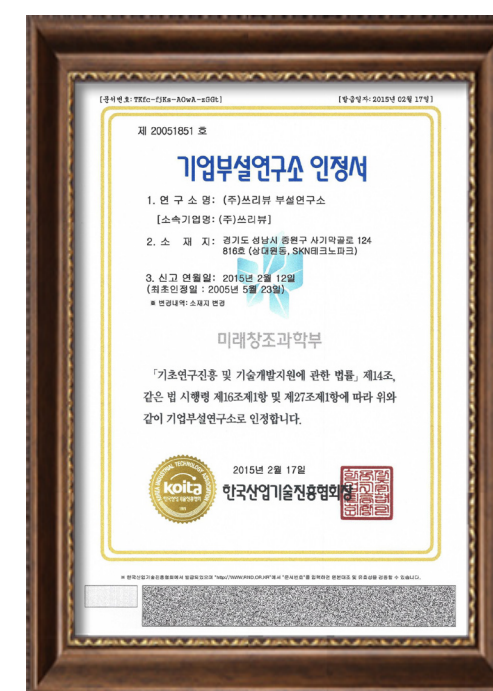 [문서번호: TKfc-fjKs-AOwA-zGGt] [발급일자: 2015년 02월 17일]
제 20051851 호
기업부설연구소 인정서
1. 연 구 소 명: (주)쓰리뷰 부설연구소
[소속기업명: (주)쓰리뷰]
2. 소 재 지: 경기도 성남시 중원구 사기막골로 124
816호 (상대원동, SKN테크노파크)
3. 신고 연월일: 2015년 2월 12일
(최초인정일 : 2005년 5월 23일)
※ 변경내역: 소재지 변경
미래창조과학부
「기초연구진흥 및 기술개발지원에 관한 법률」 제14조,
같은 법 시행령 제16조제1항 및 제27조제1항에 따라 위와
같이 기업부설연구소로 인정합니다.
2015년 2월 17일
koita
한국산업기술진흥협회장